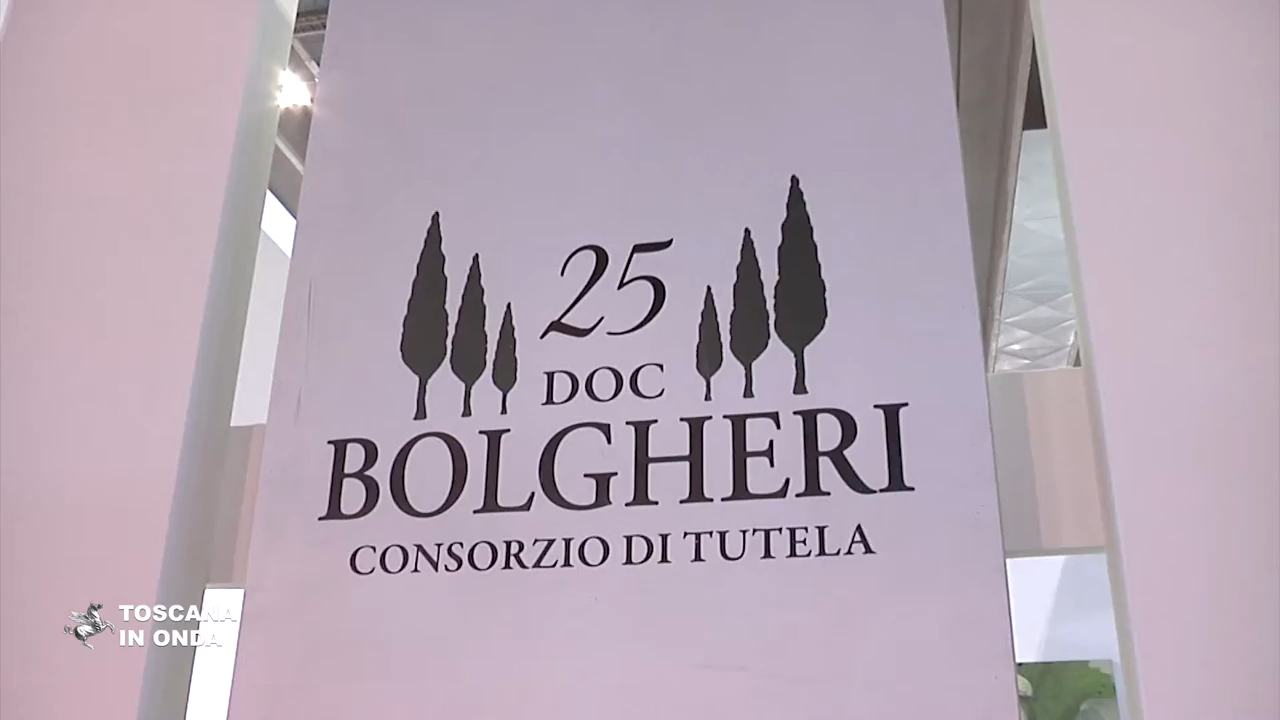 25
DOC
BOLGHERI
CONSORZIO DI TUTELA
TOSCANA
IN ONDA